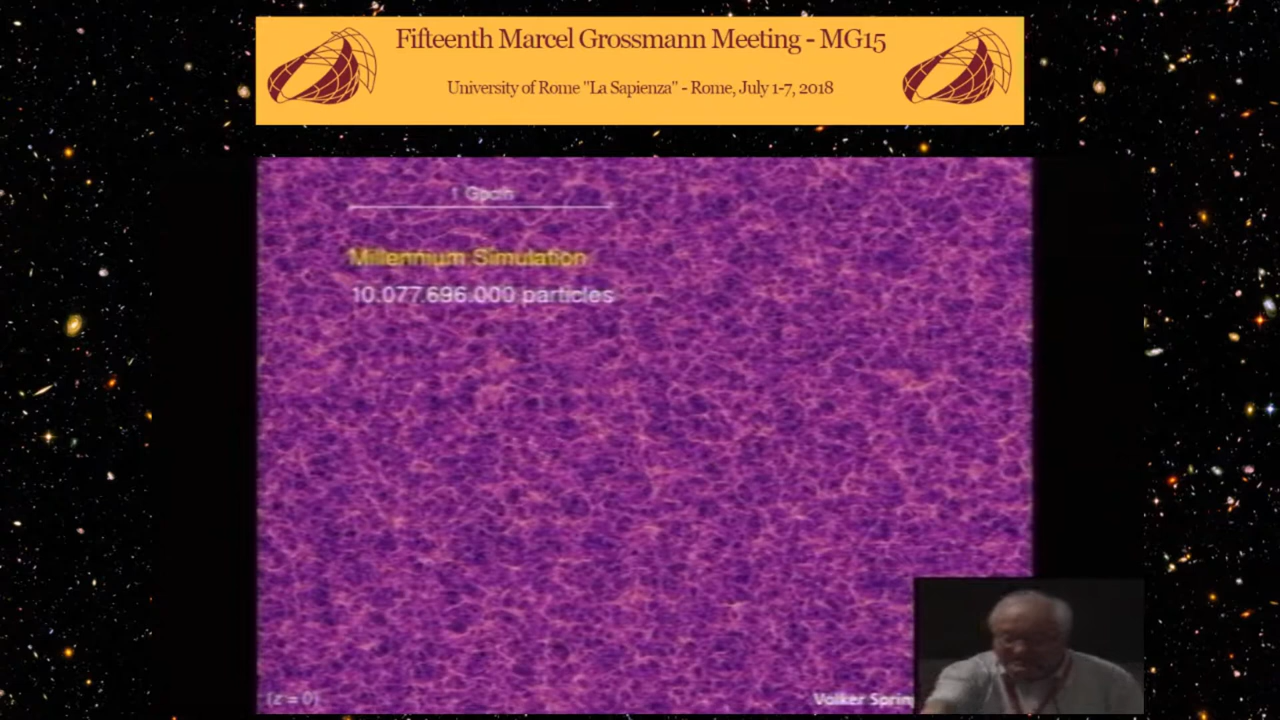 Fifteenth Marcel Grossmann Meeting - MG15
University of Rome "La Sapienza" - Rome, July 1-7, 2018
1 Gpc/h
Millennium Simulation
10.077.696.000 particles
(z = 0)
Volker Sprin